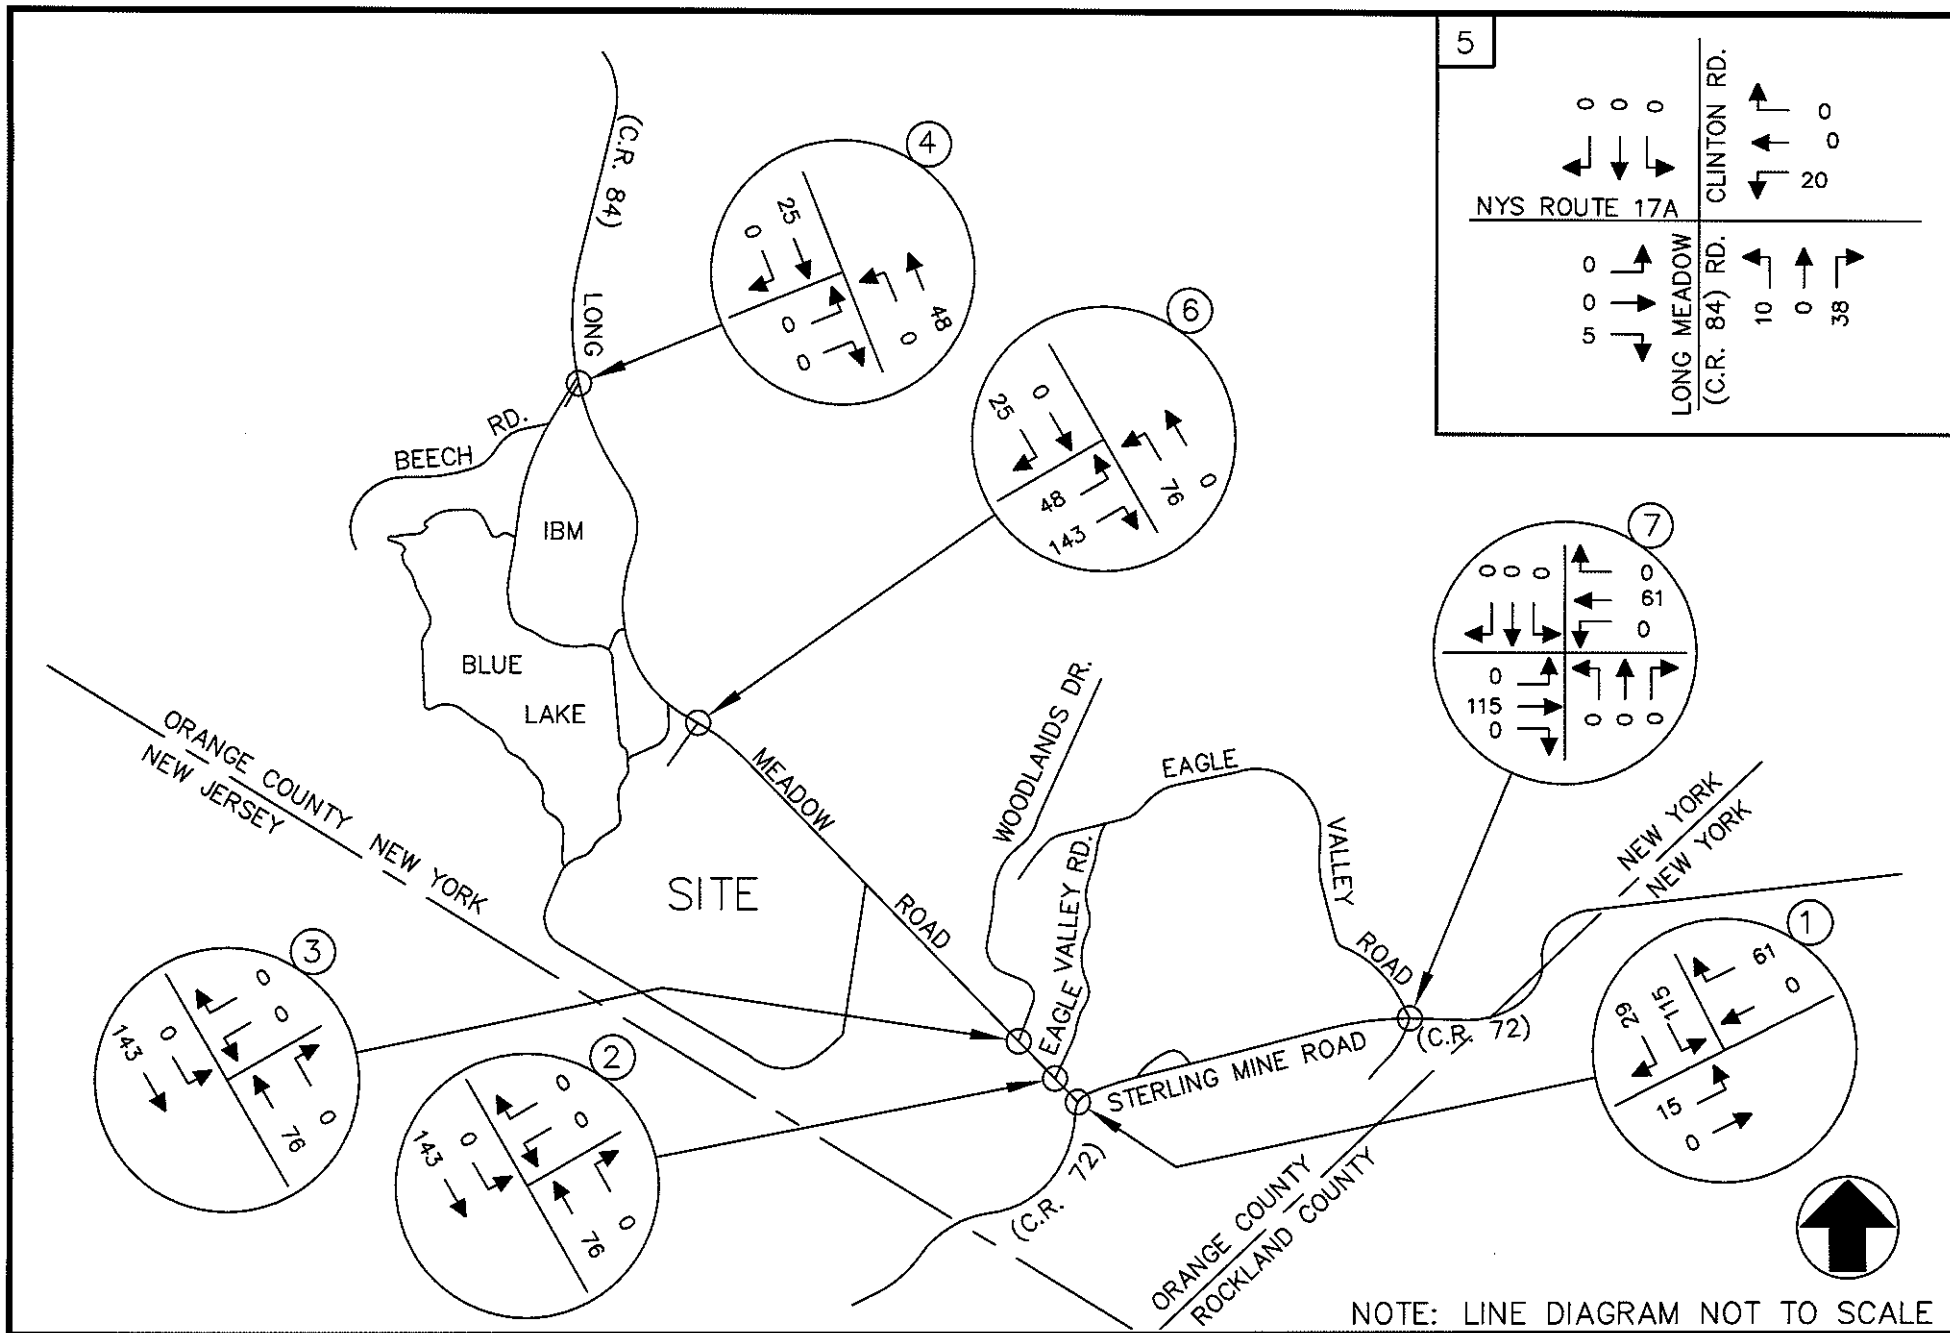 5
CLINTON RD.
0 0 0
0
0
20
NYS ROUTE 17A
LONG MEADOW
(C.R. 84) RD.
0
0
5
10 0 38
(C.R. 84)
LONG
MEADOW
ROAD
4
0 25
0
0
0 48
6
25 0
48
143
76 0
BEECH RD.
IBM
BLUE
LAKE
7
0 0 0
0
61
0
0
115
0
0 0 0
WOODLANDS DR.
EAGLE
VALLEY
ROAD
EAGLE VALLEY RD.
ORANGE COUNTY NEW YORK
NEW JERSEY
NEW YORK
NEW YORK
SITE
3
0
0
143 0
76 0
2
0
0
143 0
76 0
1
61
0
29 115
15
0
STERLING MINE ROAD
(C.R. 72)
(C.R. 72)
ORANGE COUNTY
ROCKLAND COUNTY
NOTE: LINE DIAGRAM NOT TO SCALE